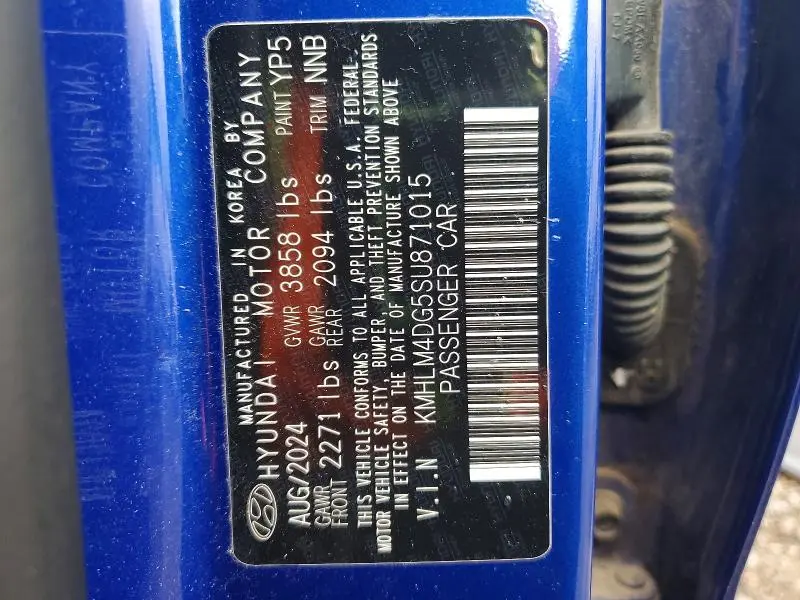 MANUFACTURED IN KOREA BY
HYUNDAI MOTOR COMPANY
AUG/2024 GVWR 3858 lbs PAINT YP5
GAWR FRONT 2271 lbs GAWR REAR 2094 lbs TRIM NNB
THIS VEHICLE CONFORMS TO ALL APPLICABLE U.S.A. FEDERAL
MOTOR VEHICLE SAFETY, BUMPER, AND THEFT PREVENTION STANDARDS
IN EFFECT ON THE DATE OF MANUFACTURE SHOWN ABOVE
V.I.N KMHLM4DG5SU871015
PASSENGER CAR